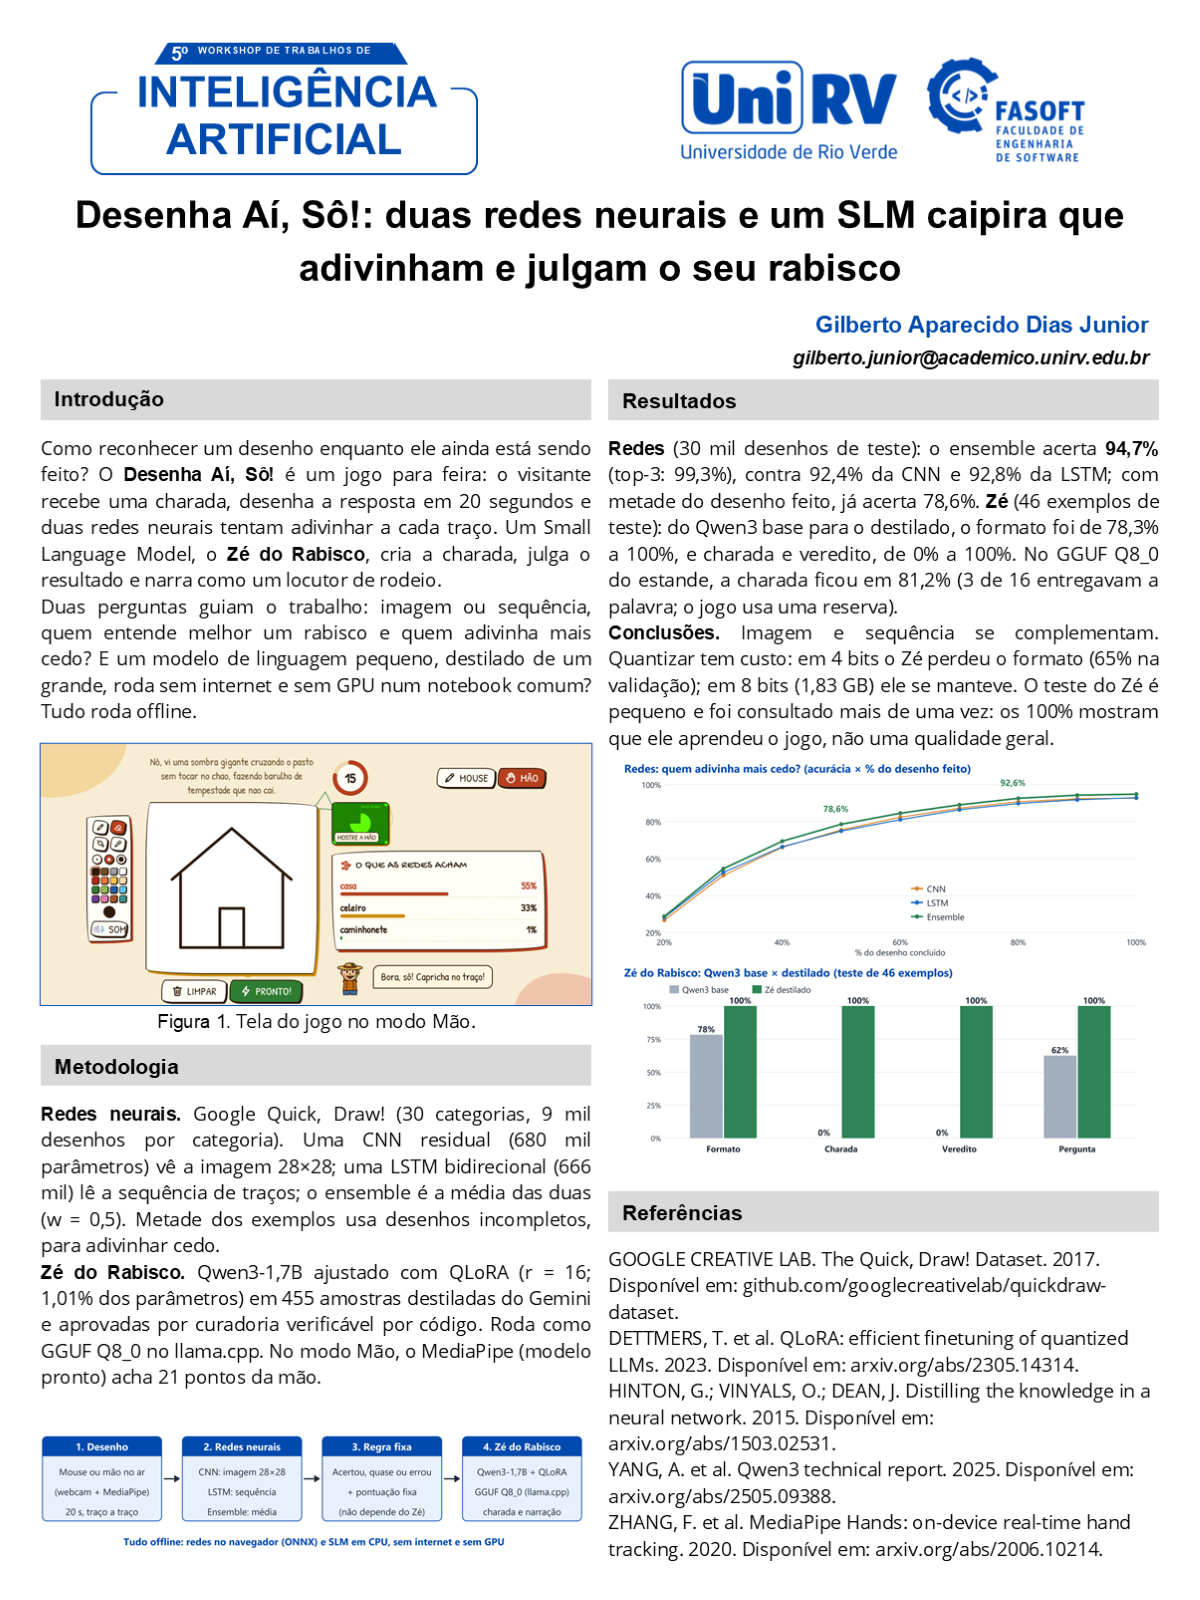 5º WORKSHOP DE TRABALHOS DE
INTELIGÊNCIA
ARTIFICIAL
Uni RV
Universidade de Rio Verde
</>
FASOFT
FACULDADE DE
ENGENHARIA
DE SOFTWARE
Desenha Aí, Sô!: duas redes neurais e um SLM caipira que
adivinham e julgam o seu rabisco
Gilberto Aparecido Dias Junior
gilberto.junior@academico.unirv.edu.br
Introdução
Como reconhecer um desenho enquanto ele ainda está sendo
feito? O Desenha Aí, Sô! é um jogo para feira: o visitante
recebe uma charada, desenha a resposta em 20 segundos e
duas redes neurais tentam adivinhar a cada traço. Um Small
Language Model, o Zé do Rabisco, cria a charada, julga o
resultado e narra como um locutor de rodeio.
Duas perguntas guiam o trabalho: imagem ou sequência,
quem entende melhor um rabisco e quem adivinha mais
cedo? E um modelo de linguagem pequeno, destilado de um
grande, roda sem internet e sem GPU num notebook comum?
Tudo roda offline.
Nó, vi uma sombra gigante cruzando o pasto
sem tocar no chao, fazendo barulho de
tempestade que nao cai.
15
MOUSE
MÃO
MOSTRE A MÃO
O QUE AS REDES ACHAM
casa 55%
celeiro 33%
caminhonete 1%
SOM
Bora, sô! Capricha no traço!
LIMPAR
PRONTO!
Figura 1. Tela do jogo no modo Mão.
Metodologia
Redes neurais. Google Quick, Draw! (30 categorias, 9 mil
desenhos por categoria). Uma CNN residual (680 mil
parâmetros) vê a imagem 28×28; uma LSTM bidirecional (666
mil) lê a sequência de traços; o ensemble é a média das duas
(w = 0,5). Metade dos exemplos usa desenhos incompletos,
para adivinhar cedo.
Zé do Rabisco. Qwen3-1,7B ajustado com QLoRA (r = 16;
1,01% dos parâmetros) em 455 amostras destiladas do Gemini
e aprovadas por curadoria verificável por código. Roda como
GGUF Q8_0 no llama.cpp. No modo Mão, o MediaPipe (modelo
pronto) acha 21 pontos da mão.
1. Desenho
Mouse ou mão no ar
(webcam + MediaPipe)
20 s, traço a traço
2. Redes neurais
CNN: imagem 28×28
LSTM: sequência
Ensemble: média
3. Regra fixa
Acertou, quase ou errou
+ pontuação fixa
(não depende do Zé)
4. Zé do Rabisco
Qwen3-1,7B + QLoRA
GGUF Q8_0 (llama.cpp)
charada e narração
Tudo offline: redes no navegador (ONNX) e SLM em CPU, sem internet e sem GPU
Resultados
Redes (30 mil desenhos de teste): o ensemble acerta 94,7%
(top-3: 99,3%), contra 92,4% da CNN e 92,8% da LSTM; com
metade do desenho feito, já acerta 78,6%. Zé (46 exemplos de
teste): do Qwen3 base para o destilado, o formato foi de 78,3%
a 100%, e charada e veredito, de 0% a 100%. No GGUF Q8_0
do estande, a charada ficou em 81,2% (3 de 16 entregavam a
palavra; o jogo usa uma reserva).
Conclusões. Imagem e sequência se complementam.
Quantizar tem custo: em 4 bits o Zé perdeu o formato (65% na
validação); em 8 bits (1,83 GB) ele se manteve. O teste do Zé é
pequeno e foi consultado mais de uma vez: os 100% mostram
que ele aprendeu o jogo, não uma qualidade geral.
Redes: quem adivinha mais cedo? (acurácia × % do desenho feito)
100%
80%
60%
40%
20%
78,6%
92,6%
CNN
LSTM
Ensemble
20% 40% 60% 80% 100%
% do desenho concluído
Zé do Rabisco: Qwen3 base × destilado (teste de 46 exemplos)
Qwen3 base
Zé destilado
100%
75%
50%
25%
0%
78% 100%
0% 100%
0% 100%
62% 100%
Formato Charada Veredito Pergunta
Referências
GOOGLE CREATIVE LAB. The Quick, Draw! Dataset. 2017.
Disponível em: github.com/googlecreativelab/quickdraw-
dataset.
DETTMERS, T. et al. QLoRA: efficient finetuning of quantized
LLMs. 2023. Disponível em: arxiv.org/abs/2305.14314.
HINTON, G.; VINYALS, O.; DEAN, J. Distilling the knowledge in a
neural network. 2015. Disponível em:
arxiv.org/abs/1503.02531.
YANG, A. et al. Qwen3 technical report. 2025. Disponível em:
arxiv.org/abs/2505.09388.
ZHANG, F. et al. MediaPipe Hands: on-device real-time hand
tracking. 2020. Disponível em: arxiv.org/abs/2006.10214.